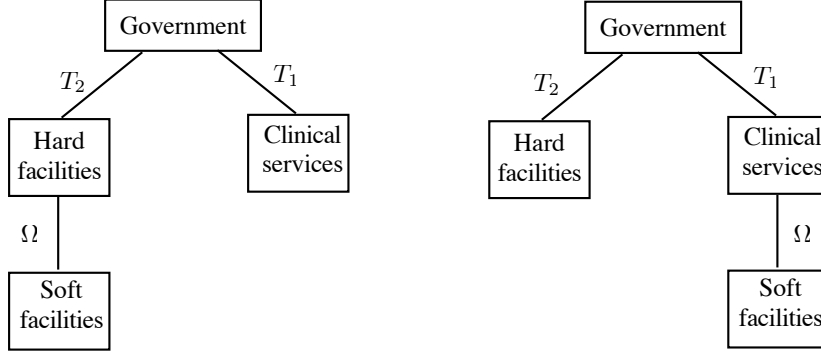 Government
T₂
T₁
Hard
facilities
Clinical
services
Ω
Soft
facilities
Government
T₂
T₁
Hard
facilities
Clinical
services
Ω
Soft
facilities